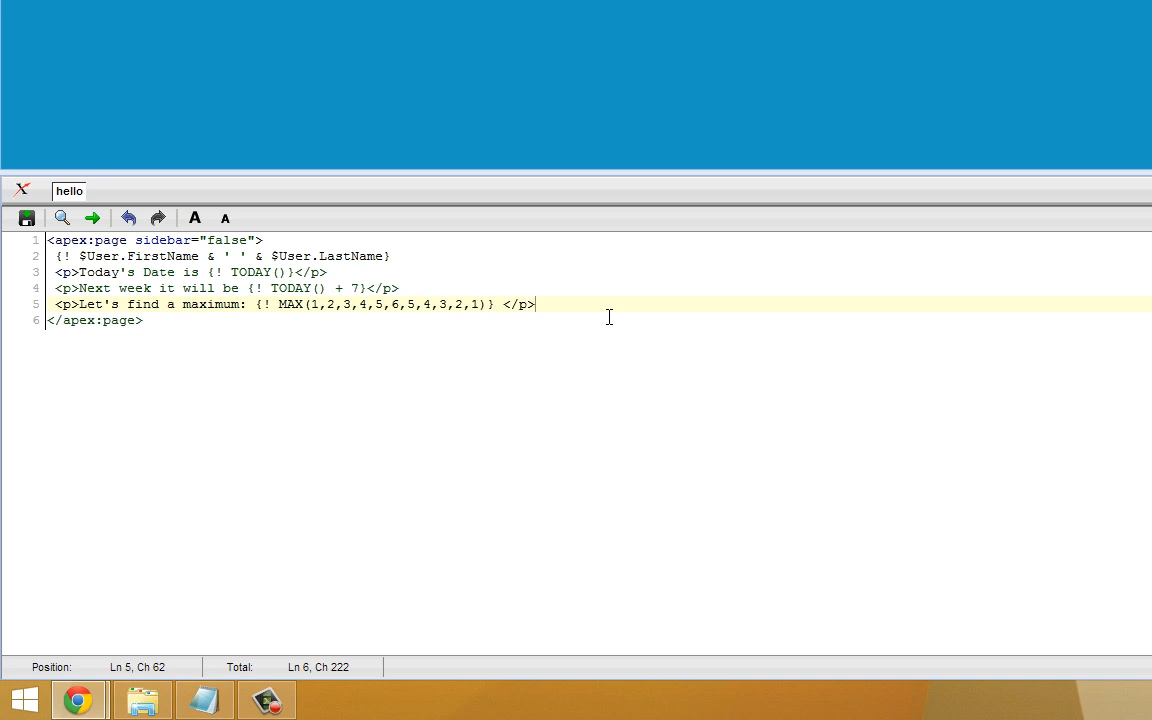 hello
A A
1 <apex:page sidebar="false">
2 {! $User.FirstName & ' ' & $User.LastName}
3 <p>Today's Date is {! TODAY()}</p>
4 <p>Next week it will be {! TODAY() + 7}</p>
5 <p>Let's find a maximum: {! MAX(1,2,3,4,5,6,5,4,3,2,1)} </p>
6 </apex:page>
Position: Ln 5, Ch 62 Total: Ln 6, Ch 222